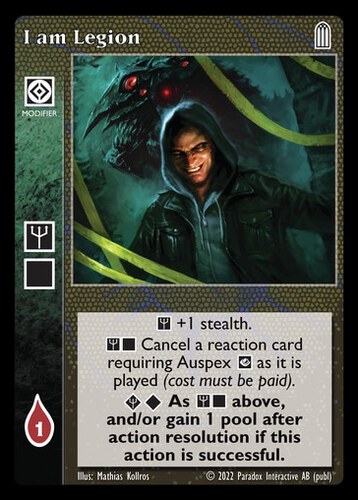 I am Legion
MODIFIER
+1 stealth.
Cancel a reaction card
requiring Auspex as it is
played (cost must be paid).
As above,
and/or gain 1 pool after
action resolution if this
action is successful.
1
Illus: Mathias Kollros © 2022 Paradox Interactive AB (publ)